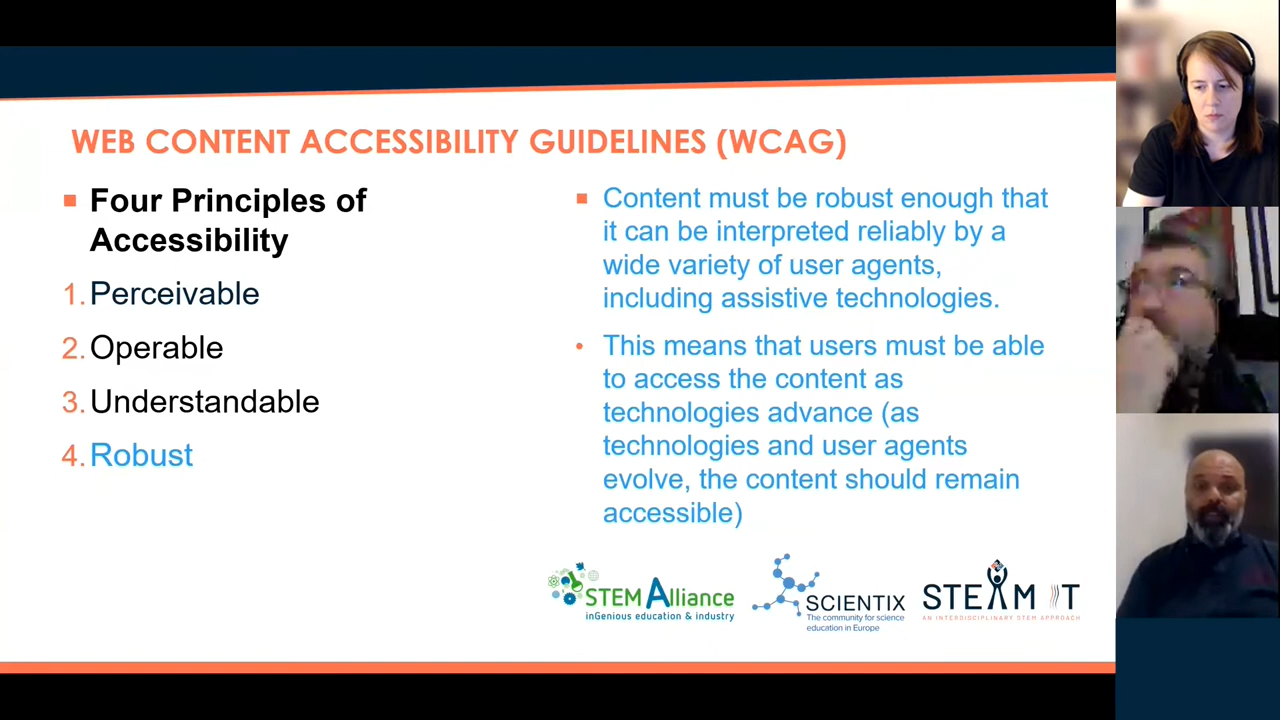 WEB CONTENT ACCESSIBILITY GUIDELINES (WCAG)
Four Principles of
Accessibility
1. Perceivable
2. Operable
3. Understandable
4. Robust
Content must be robust enough that
it can be interpreted reliably by a
wide variety of user agents,
including assistive technologies.
This means that users must be able
to access the content as
technologies advance (as
technologies and user agents
evolve, the content should remain
accessible)
STEM Alliance
inGenious education & industry
SCIENTIX
The community for science
education in Europe
STEAM IT
AN INTERDISCIPLINARY STEM APPROACH